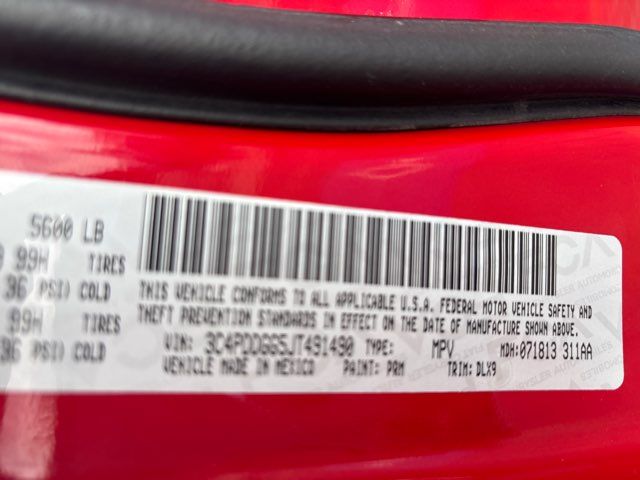 5600 LB
99H TIRES
36 PSI) COLD
99H TIRES
36 PSI) COLD
THIS VEHICLE CONFORMS TO ALL APPLICABLE U.S.A. FEDERAL MOTOR VEHICLE SAFETY AND
THEFT PREVENTION STANDARDS IN EFFECT ON THE DATE OF MANUFACTURE SHOWN ABOVE.
VIN: 3C4PDDGG5JT491490 TYPE: MPV MDH: 071813 311AA
VEHICLE MADE IN MEXICO PAINT: PRM TRIM: DLX9